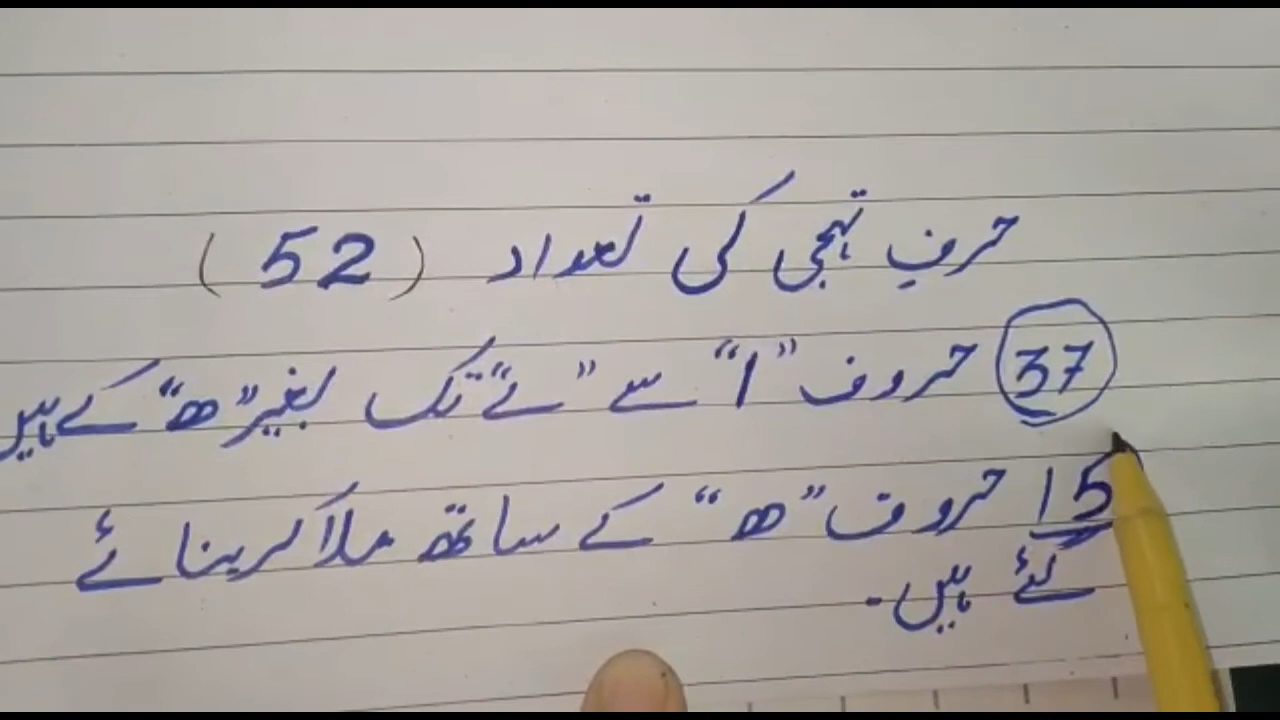 حرفِ تہجی کی تعداد (52)
37 حروف "ا" سے "ے" تک بغیر "ھ" کے ہیں
15 حروف "ھ" کے ساتھ ملا کر بنائے
گئے ہیں۔